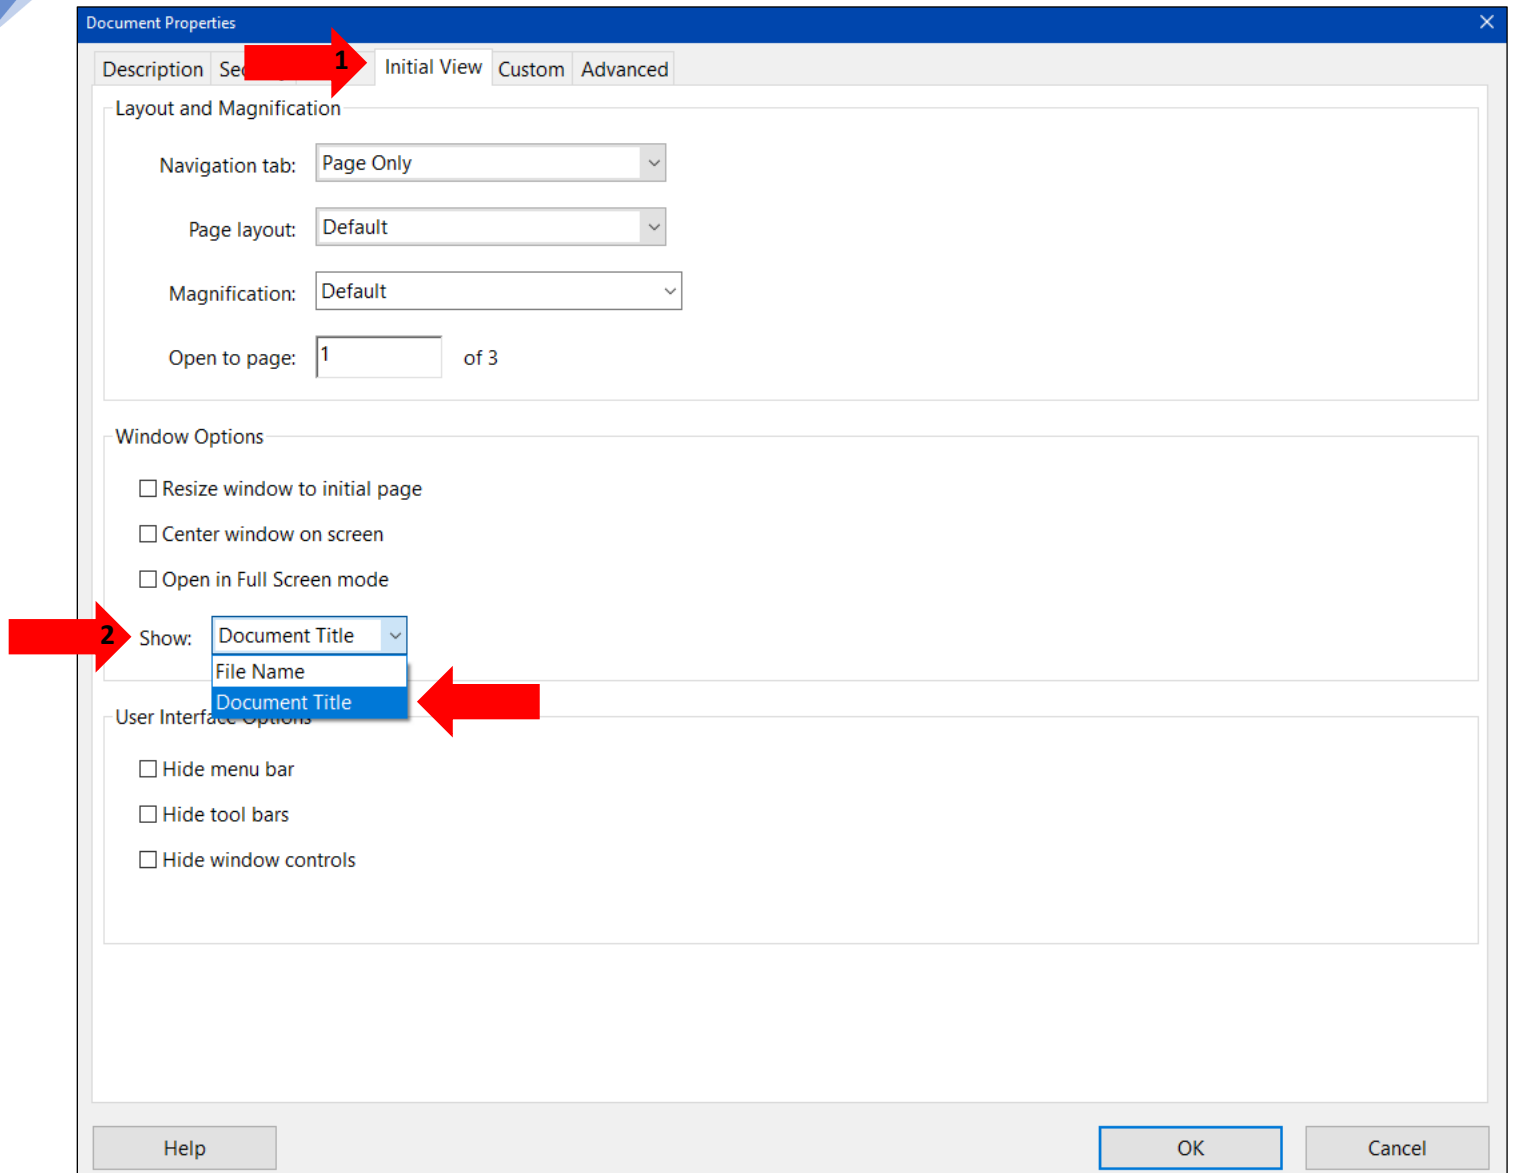 Document Properties
Description
1
Initial View
Custom
Advanced
Layout and Magnification
Navigation tab: Page Only
Page layout: Default
Magnification: Default
Open to page: 1 of 3
Window Options
Resize window to initial page
Center window on screen
Open in Full Screen mode
2 Show: Document Title
File Name
Document Title
User Interface Options
Hide menu bar
Hide tool bars
Hide window controls
Help
OK
Cancel